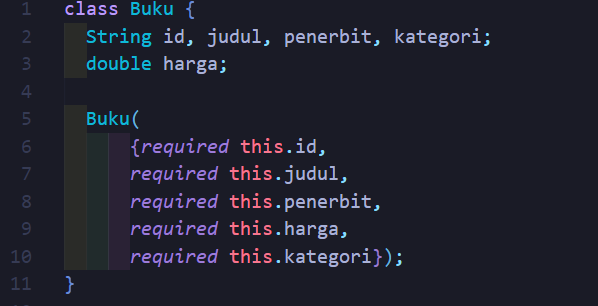 1 class Buku {
2 String id, judul, penerbit, kategori;
3 double harga;
4
5 Buku(
6 {required this.id,
7 required this.judul,
8 required this.penerbit,
9 required this.harga,
10 required this.kategori});
11 }